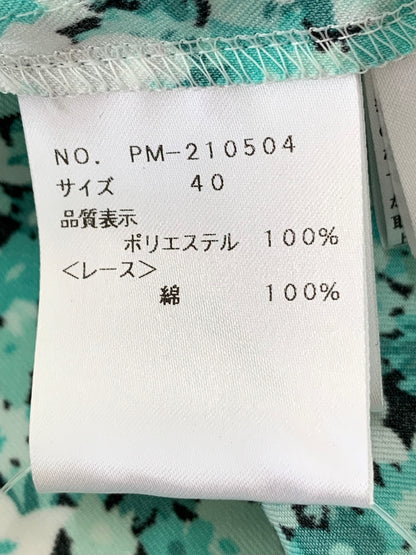 NO. PM-210504
サイズ 40
品質表示
ポリエステル 100%
<レース>
綿 100%